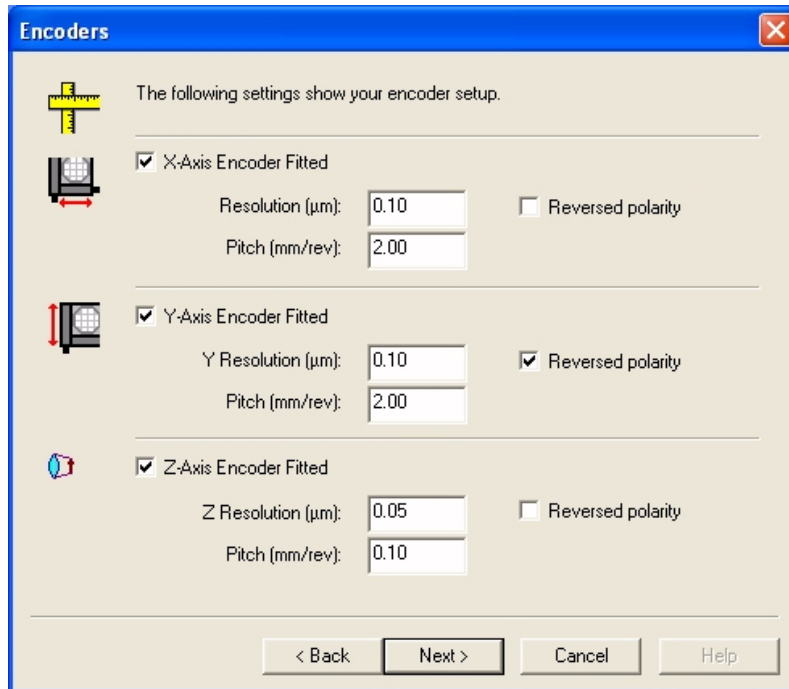 Encoders
The following settings show your encoder setup.
X-Axis Encoder Fitted
Resolution (µm): 0.10 Reversed polarity
Pitch (mm/rev): 2.00
Y-Axis Encoder Fitted
Y Resolution (µm): 0.10 Reversed polarity
Pitch (mm/rev): 2.00
Z-Axis Encoder Fitted
Z Resolution (µm): 0.05 Reversed polarity
Pitch (mm/rev): 0.10
< Back Next > Cancel Help